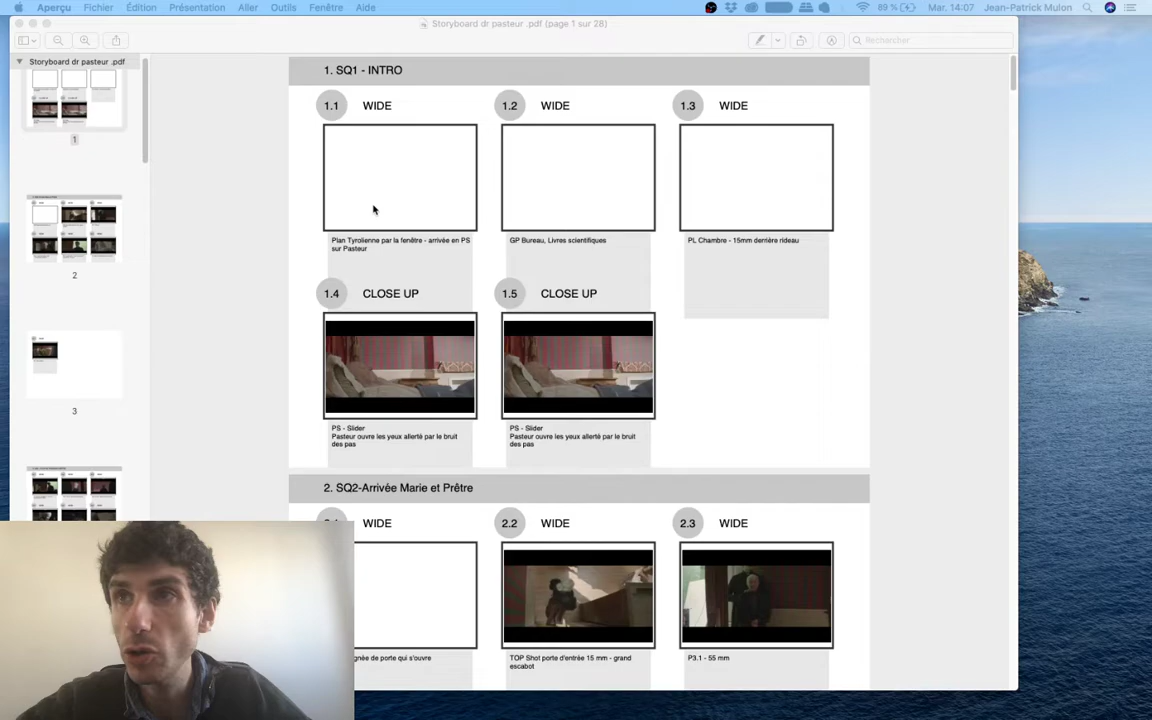 Aperçu Fichier Édition Présentation Aller Outils Fenêtre Aide 89 % Mar. 14:07 Jean-Patrick Mulon
Storyboard dr pasteur .pdf (page 1 sur 28)
Rechercher
Storyboard dr pasteur .pdf
1
2
3
1. SQ1 - INTRO
1.1 WIDE
1.2 WIDE
1.3 WIDE
Plan Tyrolienne par la fenêtre - arrivée en PS
sur Pasteur
GP Bureau, Livres scientifiques
PL Chambre - 15mm derrière rideau
1.4 CLOSE UP
1.5 CLOSE UP
PS - Slider
Pasteur ouvre les yeux allerté par le bruit
des pas
PS - Slider
Pasteur ouvre les yeux allerté par le bruit
des pas
2. SQ2-Arrivée Marie et Prêtre
WIDE
2.2 WIDE
2.3 WIDE
de porte qui s'ouvre
TOP Shot porte d'entrée 15 mm - grand
escabot
P3.1 - 55 mm